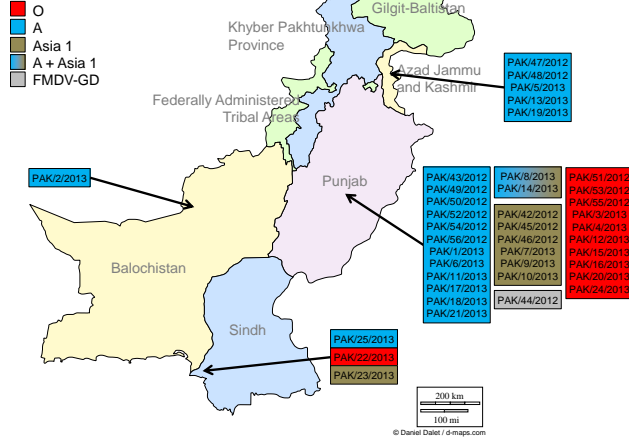 O
A
Asia 1
A + Asia 1
FMDV-GD
Gilgit-Baltistan
Khyber Pakhtunkhwa
Province
Azad Jammu
and Kashmir
Federally Administered
Tribal Areas
PAK/47/2012
PAK/48/2012
PAK/5/2013
PAK/13/2013
PAK/19/2013
PAK/2/2013
Punjab
Balochistan
Sindh
PAK/43/2012
PAK/49/2012
PAK/50/2012
PAK/52/2012
PAK/54/2012
PAK/56/2012
PAK/1/2013
PAK/6/2013
PAK/11/2013
PAK/17/2013
PAK/18/2013
PAK/21/2013
PAK/8/2013
PAK/14/2013
PAK/42/2012
PAK/45/2012
PAK/46/2012
PAK/7/2013
PAK/9/2013
PAK/10/2013
PAK/44/2012
PAK/51/2012
PAK/53/2012
PAK/55/2012
PAK/3/2013
PAK/4/2013
PAK/12/2013
PAK/15/2013
PAK/16/2013
PAK/20/2013
PAK/24/2013
PAK/25/2013
PAK/22/2013
PAK/23/2013
200 km
100 mi
© Daniel Dalet / d-maps.com